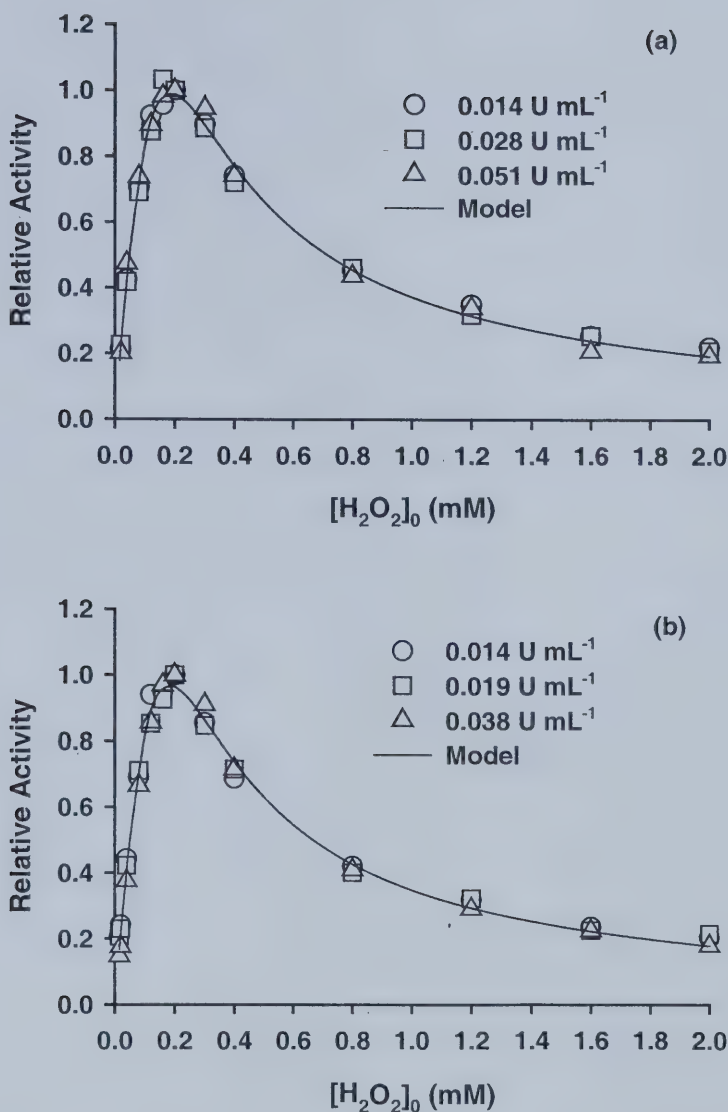 (a)
1.2
1.0
0.8
0.6
0.4
0.2
0.0
Relative Activity
0.014 U mL⁻¹
0.028 U mL⁻¹
0.051 U mL⁻¹
Model
0.0 0.2 0.4 0.6 0.8 1.0 1.2 1.4 1.6 1.8 2.0
[H₂O₂]₀ (mM)
(b)
1.2
1.0
0.8
0.6
0.4
0.2
0.0
Relative Activity
0.014 U mL⁻¹
0.019 U mL⁻¹
0.038 U mL⁻¹
Model
0.0 0.2 0.4 0.6 0.8 1.0 1.2 1.4 1.6 1.8 2.0
[H₂O₂]₀ (mM)